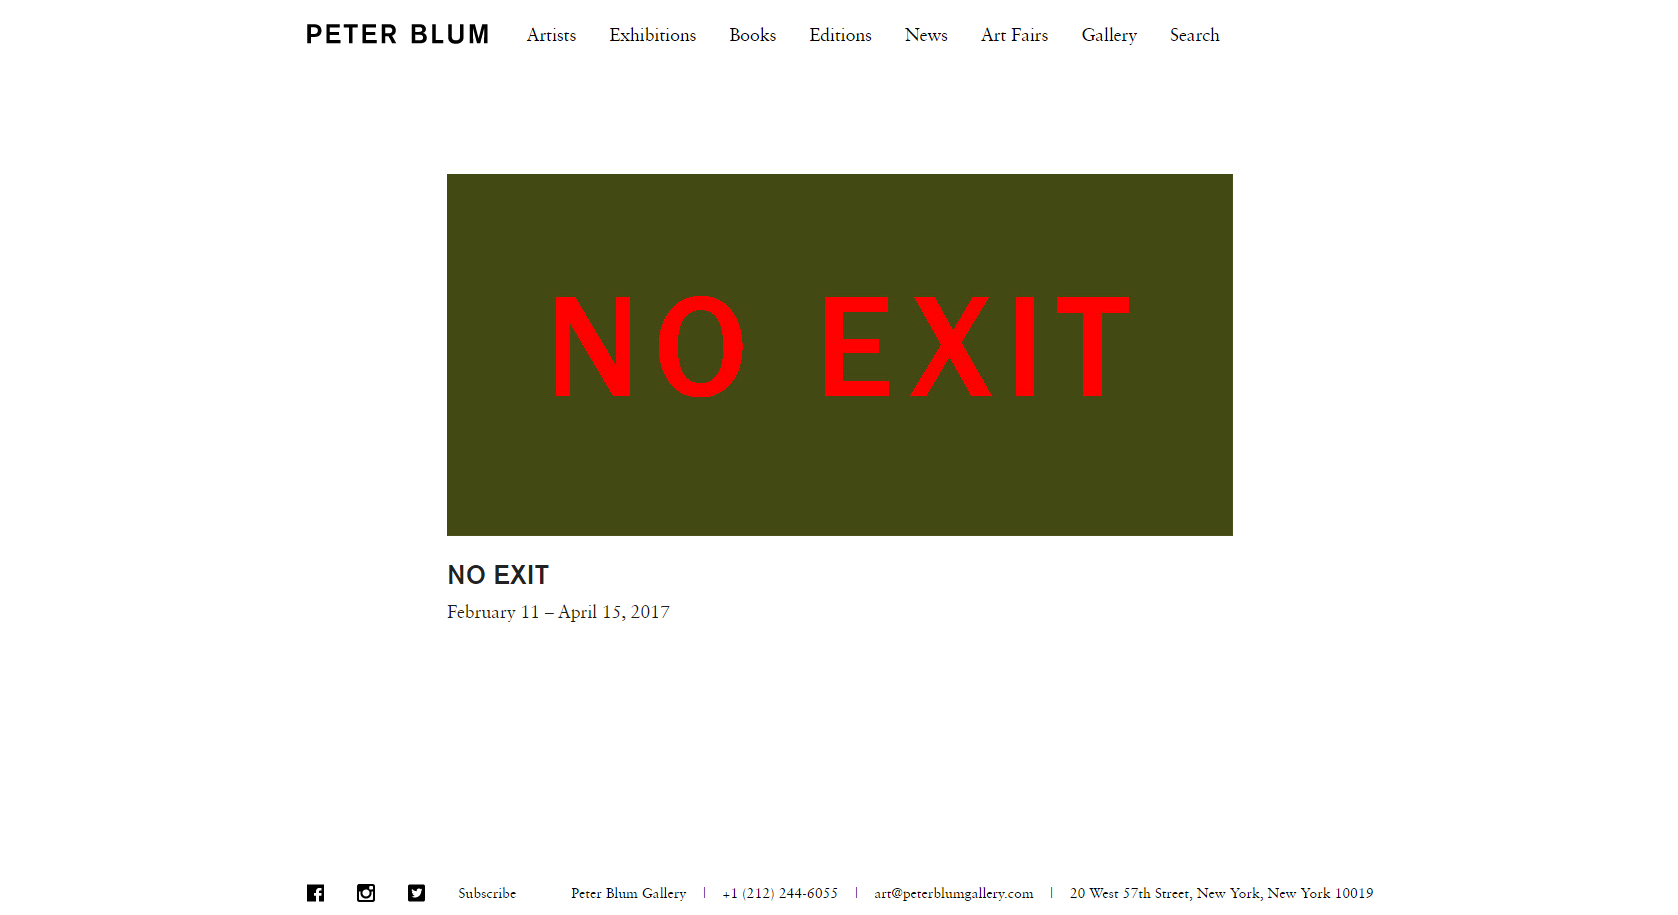 PETER BLUM Artists Exhibitions Books Editions News Art Fairs Gallery Search
NO EXIT
NO EXIT
February 11 – April 15, 2017
Subscribe Peter Blum Gallery | +1 (212) 244-6055 | art@peterblumgallery.com | 20 West 57th Street, New York, New York 10019